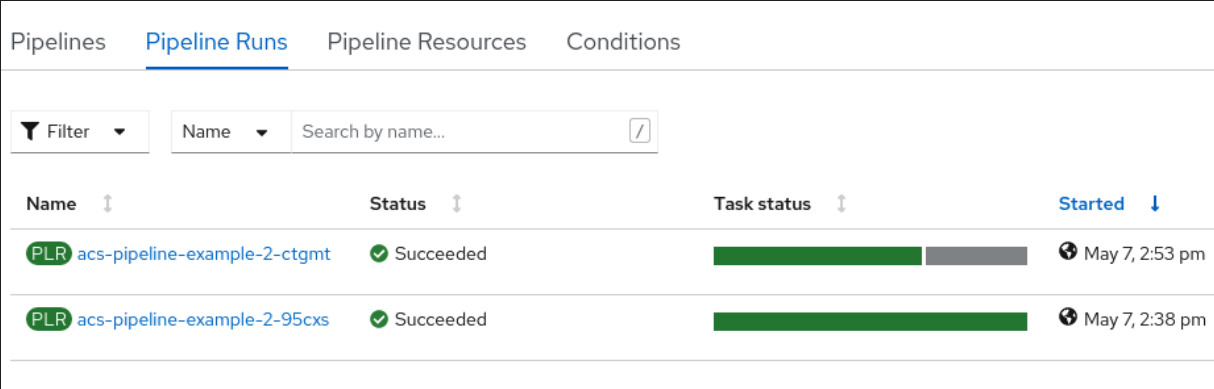 Pipelines Pipeline Runs Pipeline Resources Conditions
Filter Name Search by name... /
Name Status Task status Started
PLR acs-pipeline-example-2-ctgmt Succeeded May 7, 2:53 pm
PLR acs-pipeline-example-2-95cxs Succeeded May 7, 2:38 pm